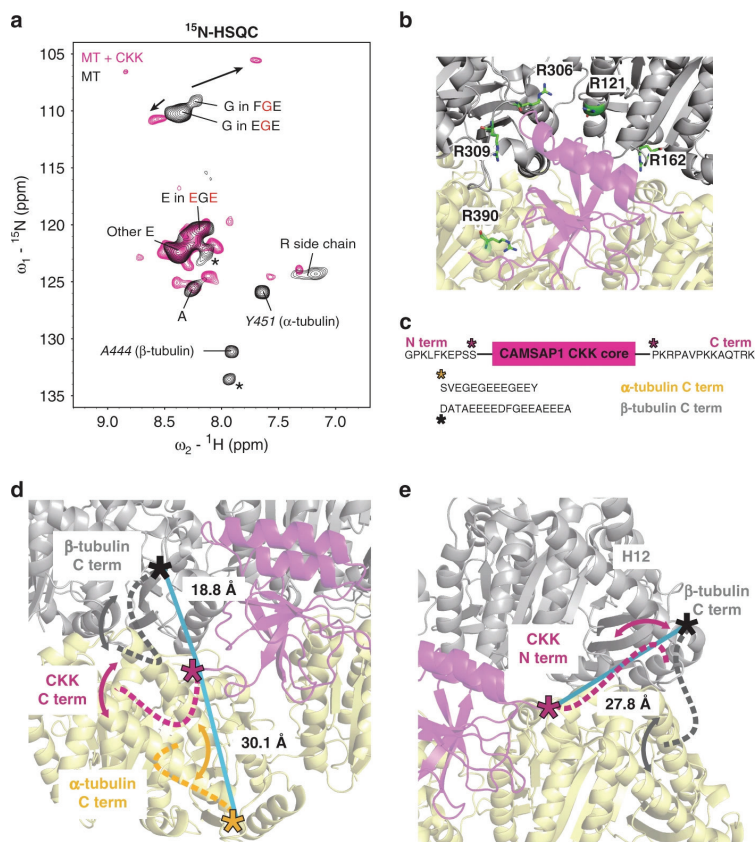 a
¹⁵N-HSQC
MT + CKK
MT
G in FGE
G in EGE
E in EGE
Other E
*
R side chain
A
Y451 (α-tubulin)
A444 (β-tubulin)
*
105
110
115
120
125
130
135
ω₁ - ¹⁵N (ppm)
9.0
8.5
8.0
7.5
7.0
ω₂ - ¹H (ppm)
b
R306
R121
R309
R162
R390
c
N term
*
*
C term
GPKLFKEPSS
CAMSAP1 CKK core
PKRPAVPKKAQTRK
*
SVEGEGEEEGEEY
α-tubulin C term
DATAEEEEDFGEEAEEEA
β-tubulin C term
*
d
β-tubulin
C term
*
18.8 Å
CKK
C term
*
30.1 Å
α-tubulin
C term
*
e
H12
β-tubulin
C term
*
CKK
N term
*
27.8 Å